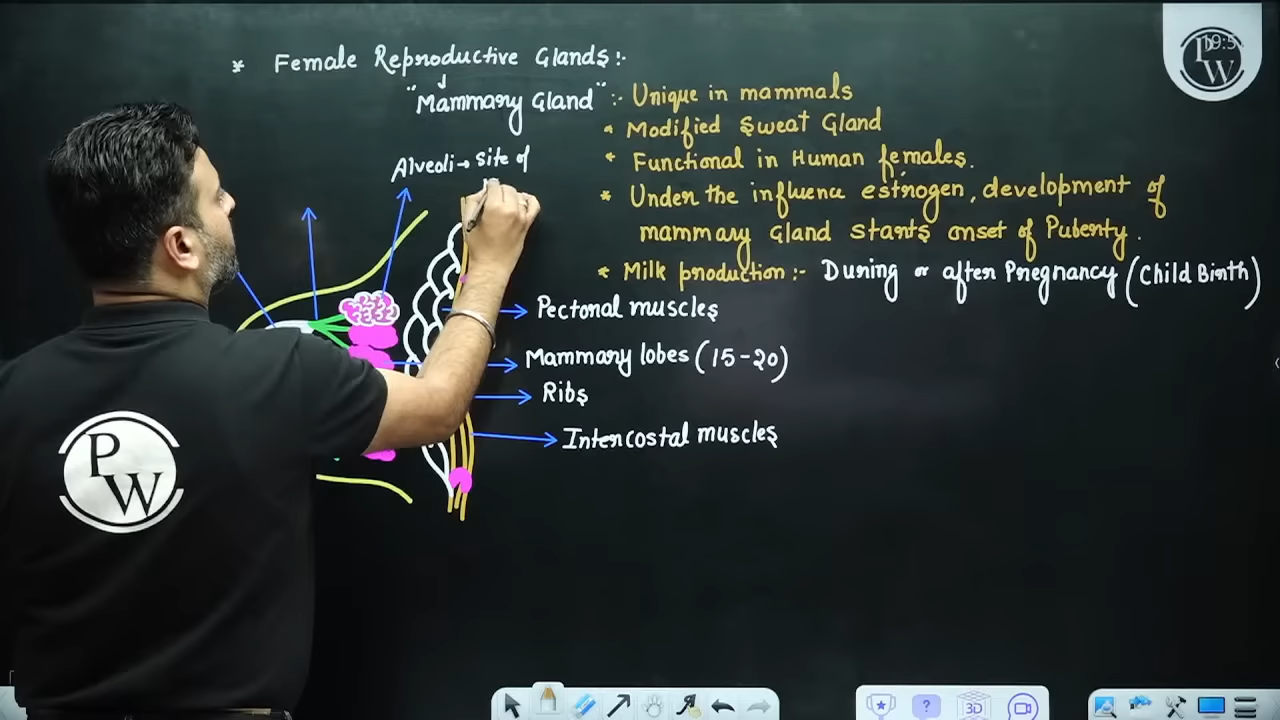 * Female Reproductive Glands :-
"Mammary Gland" :- Unique in mammals
* Modified Sweat Gland
* Functional in Human females.
* Under the influence estrogen, development of
mammary Gland starts onset of Puberty.
* Milk production :- During or after Pregnancy (Child Birth)
Alveoli → Site of
Pectoral muscles
Mammary lobes (15-20)
Ribs
Intercostal muscles
PW
PW
3D